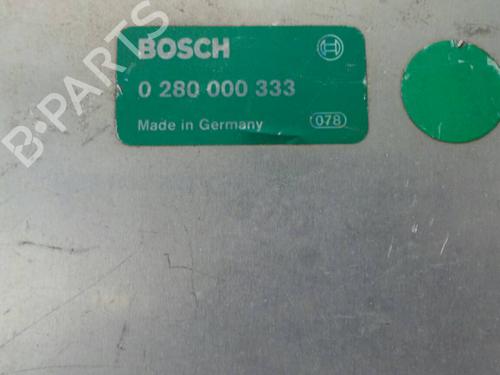 BOSCH
0 280 000 333
Made in Germany 078
B-PARTS